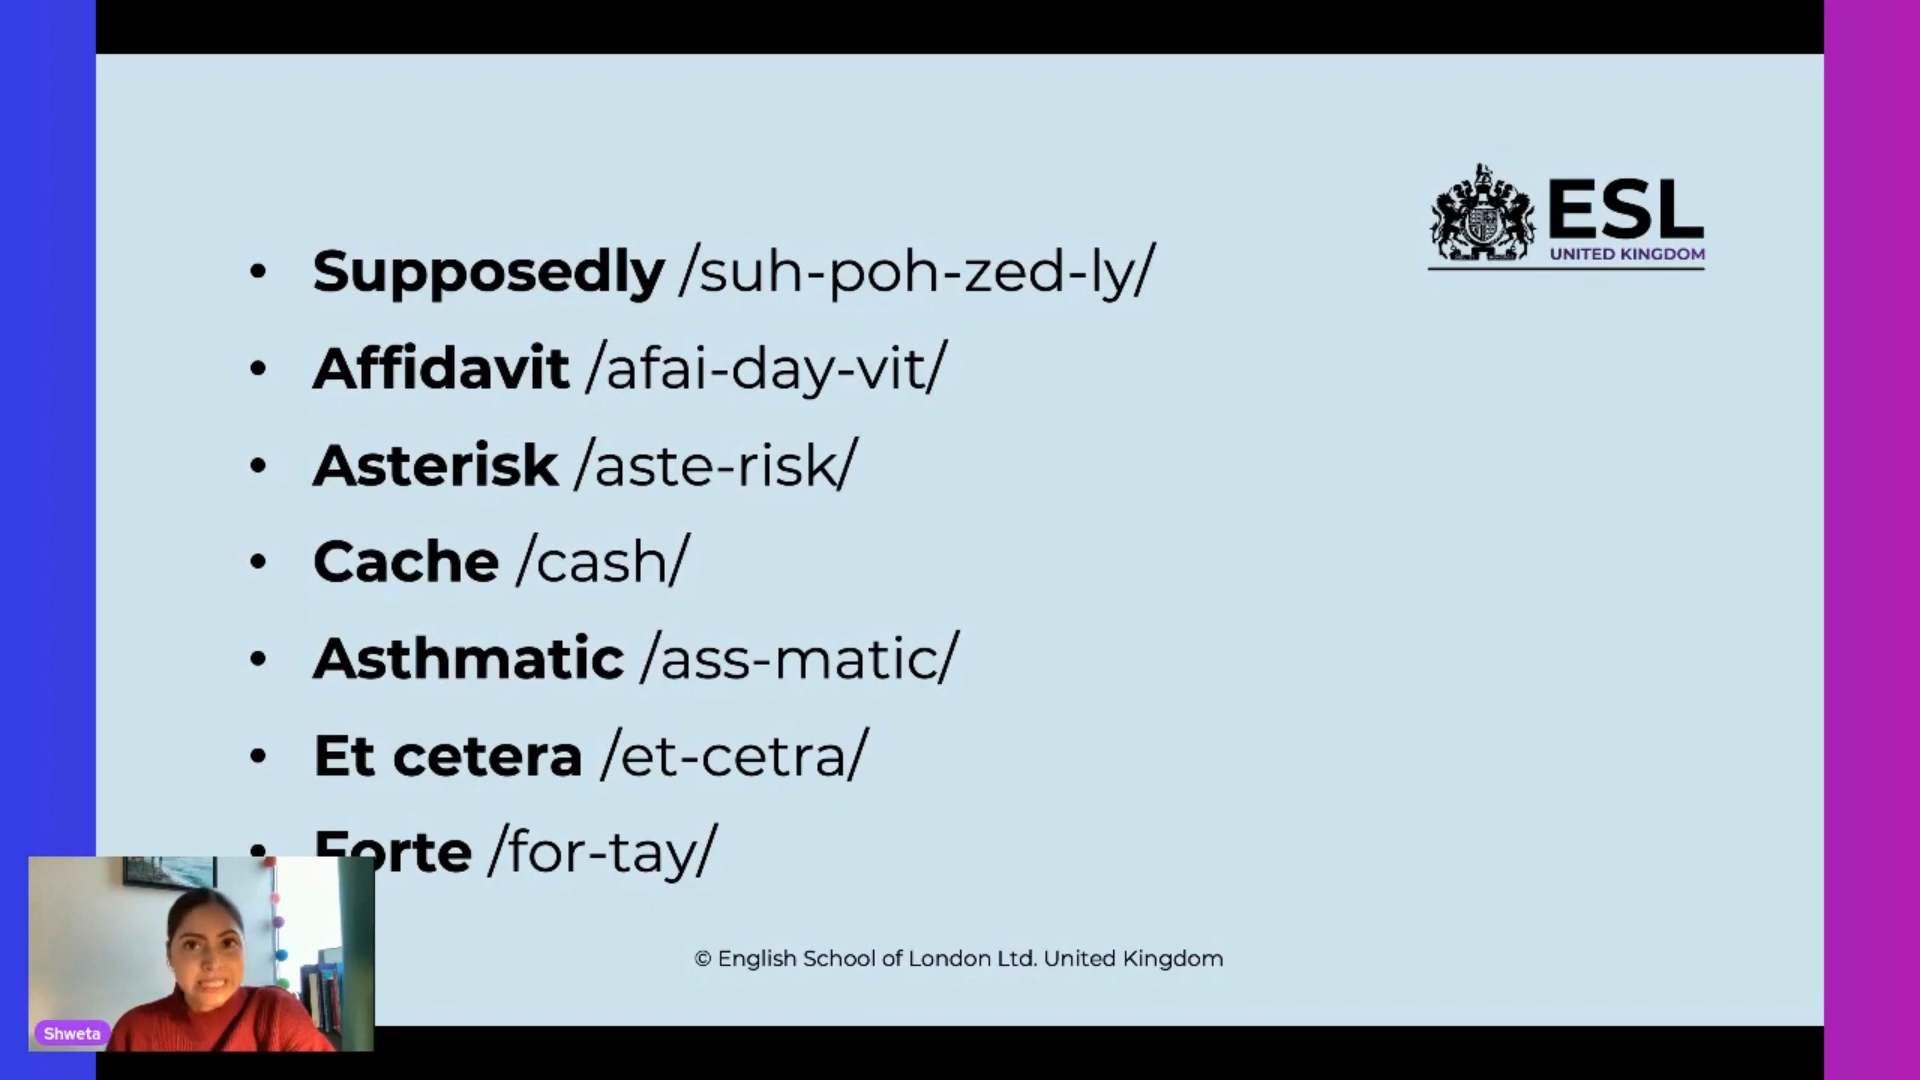 ESL
UNITED KINGDOM
• Supposedly /suh-poh-zed-ly/
• Affidavit /afai-day-vit/
• Asterisk /aste-risk/
• Cache /cash/
• Asthmatic /ass-matic/
• Et cetera /et-cetra/
• Forte /for-tay/
© English School of London Ltd. United Kingdom
Shweta